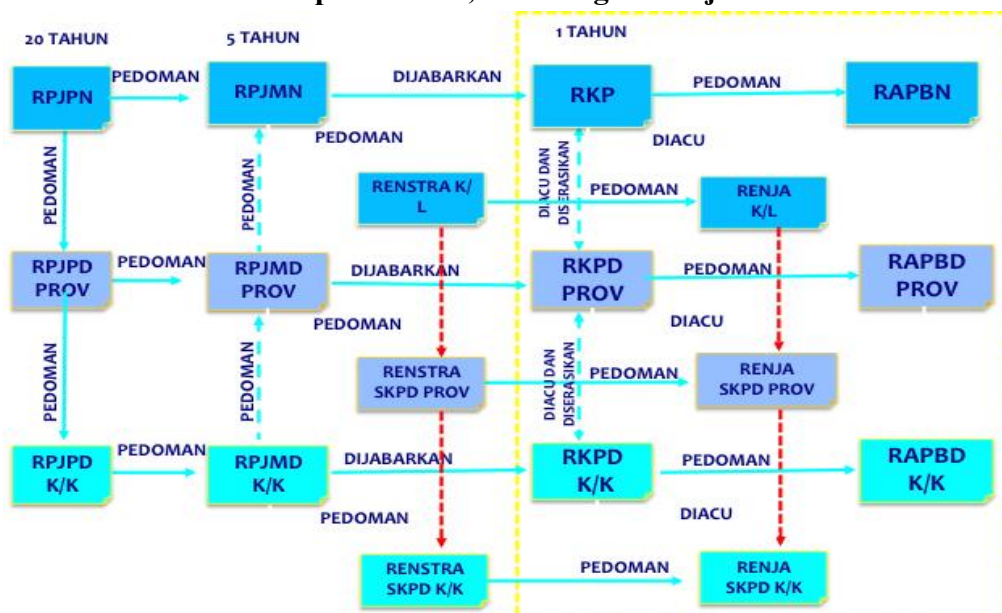 20 TAHUN
5 TAHUN
1 TAHUN
RPJPN
PEDOMAN
RPJMN
DIJABARKAN
RKP
PEDOMAN
RAPBN
PEDOMAN
PEDOMAN
PEDOMAN
DIACU DAN
DISERASIKAN
DIACU
RENSTRA K/
L
PEDOMAN
RENJA
K/L
RPJPD
PROV
PEDOMAN
RPJMD
PROV
DIJABARKAN
RKPD
PROV
PEDOMAN
RAPBD
PROV
PEDOMAN
PEDOMAN
PEDOMAN
DIACU DAN
DISERASIKAN
DIACU
RENSTRA
SKPD PROV
PEDOMAN
RENJA
SKPD PROV
RPJPD
K/K
PEDOMAN
RPJMD
K/K
DIJABARKAN
RKPD
K/K
PEDOMAN
RAPBD
K/K
PEDOMAN
DIACU
RENSTRA
SKPD K/K
PEDOMAN
RENJA
SKPD K/K